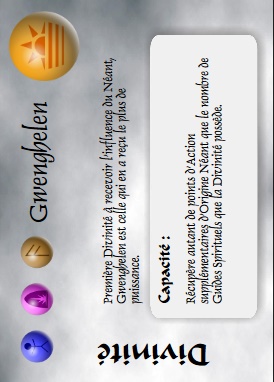 Gwenghelen
Première Divinité à recevoir l'influence du Néant,
Gwenghelen est celle qui en a reçu le plus de
puissance.
Capacité :
Récupère autant de points d'Action
supplémentaires d'Origine Néant que le nombre de
Guides Spirituels que la Divinité possède.
Divinité